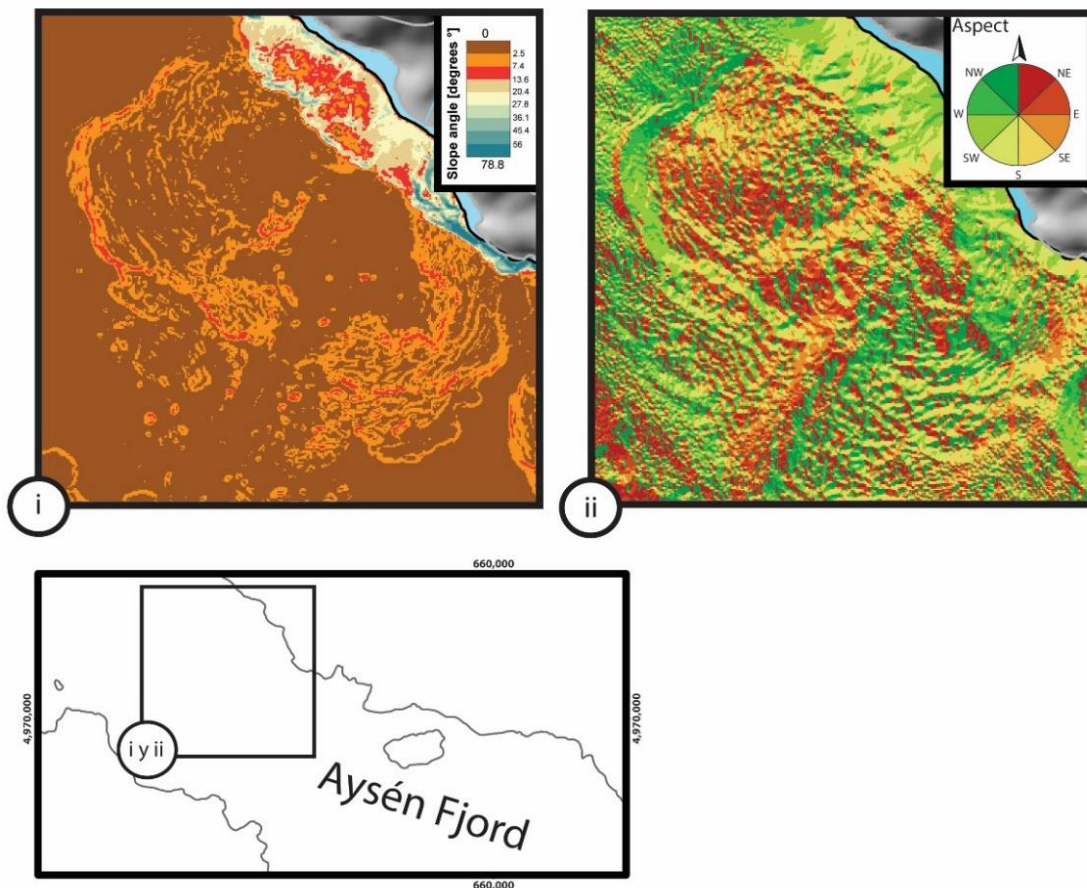 0
2.5
7.4
13.6
20.4
27.8
36.1
45.4
56
78.8
Slope angle [degrees °]
i
Aspect
NW
NE
W
E
SW
SE
S
ii
660,000
4,970,000
4,970,000
i y ii
Aysén Fjord
660,000